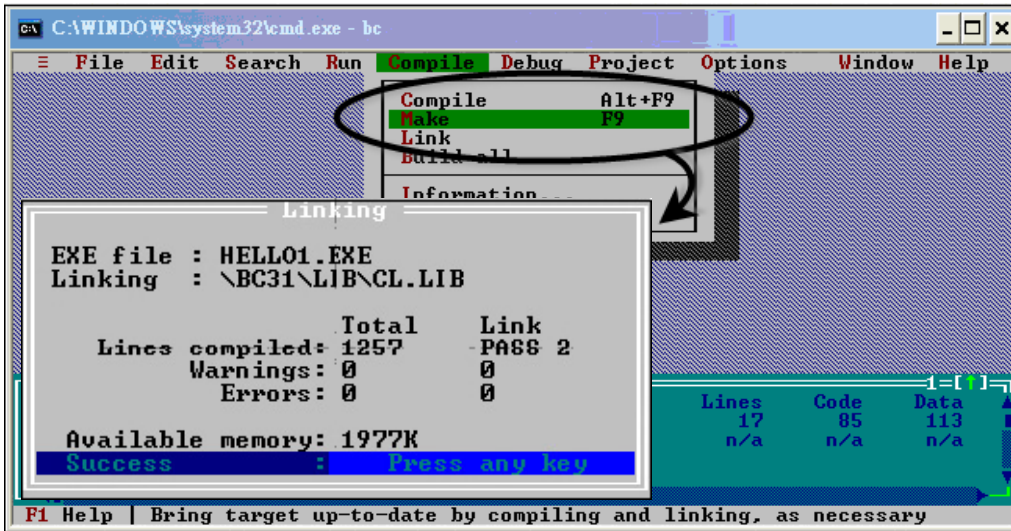 C:\WINDOWS\system32\cmd.exe - bc
≡ File Edit Search Run Compile Debug Project Options Window Help
Compile Alt+F9
Make F9
Link
Build all
Information...
Linking
EXE file : HELLO1.EXE
Linking : \BC31\LIB\CL.LIB
Total Link
Lines compiled: 1257 PASS 2
Warnings: 0 0
Errors: 0 0
Available memory: 1977K
Success : Press any key
1=[↑]
Lines Code Data
17 85 113
n/a n/a n/a
F1 Help | Bring target up-to-date by compiling and linking, as necessary